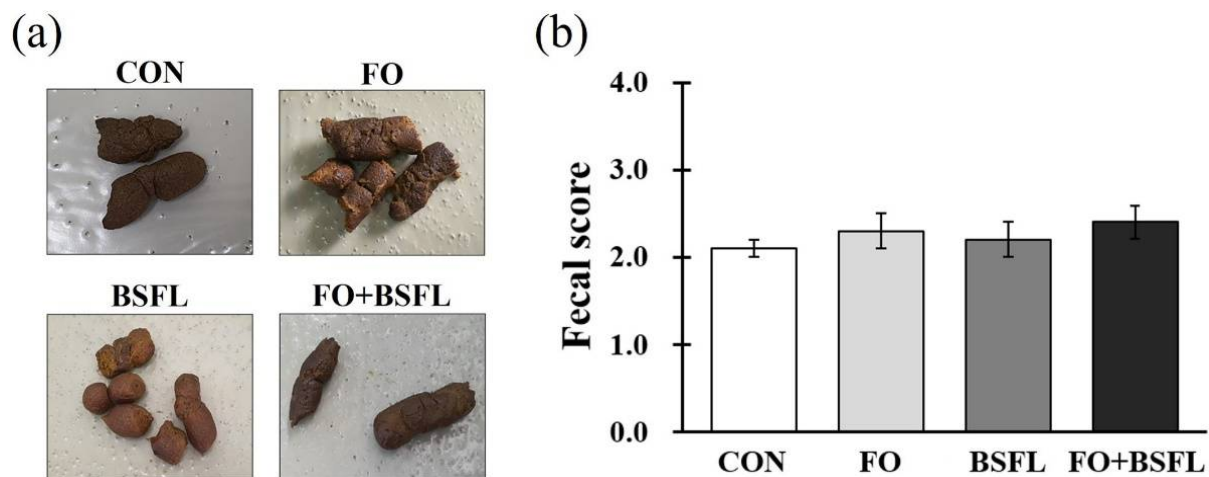 (a)
CON
FO
BSFL
FO+BSFL
(b)
Fecal score
4.0
3.0
2.0
1.0
0.0
CON
FO
BSFL
FO+BSFL